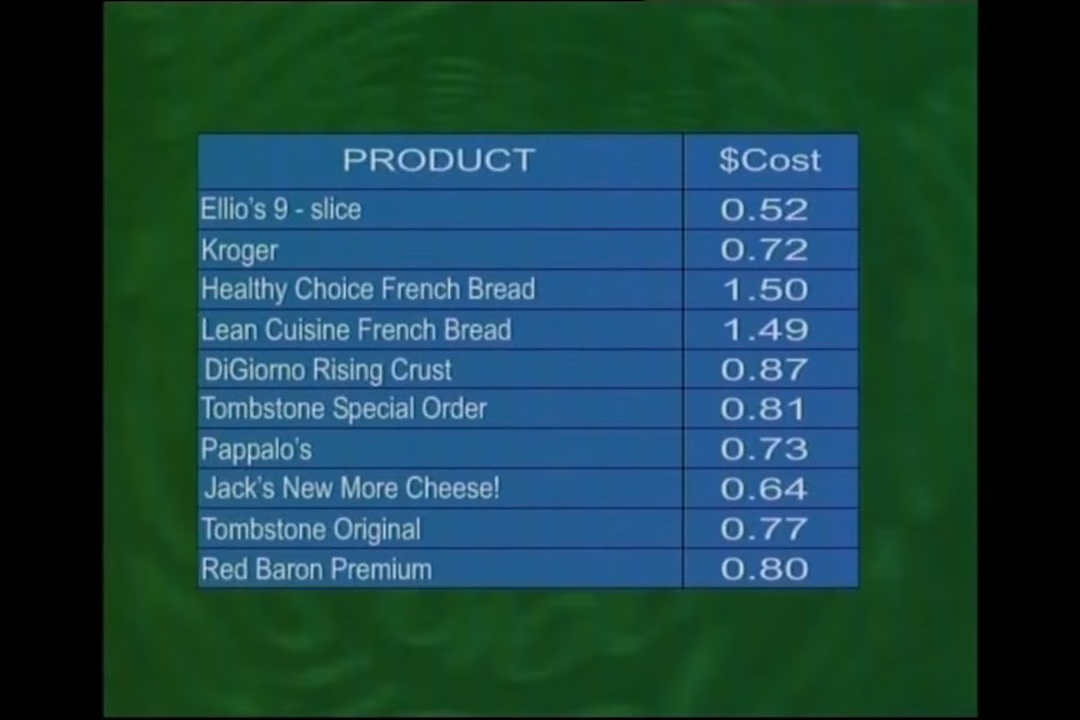 PRODUCT $Cost
Ellio's 9 - slice 0.52
Kroger 0.72
Healthy Choice French Bread 1.50
Lean Cuisine French Bread 1.49
DiGiorno Rising Crust 0.87
Tombstone Special Order 0.81
Pappalo's 0.73
Jack's New More Cheese! 0.64
Tombstone Original 0.77
Red Baron Premium 0.80